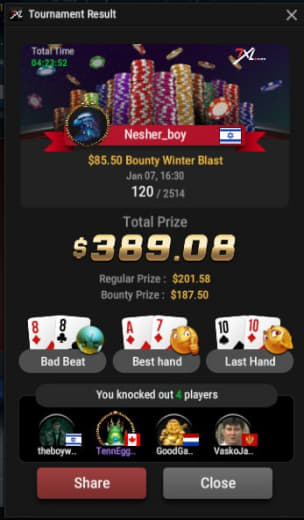 7XL Tournament Result
Total Time
04:23:52
7XL
Nesher_boy
$85.50 Bounty Winter Blast
Jan 07, 16:30
120 / 2514
Total Prize
$389.08
Regular Prize : $201.58
Bounty Prize : $187.50
8 8 A 7 10 10
Bad Beat Best hand Last Hand
You knocked out 4 players
theboyw.. TennEgg.. GoodGa.. VaskoJa..
Share Close